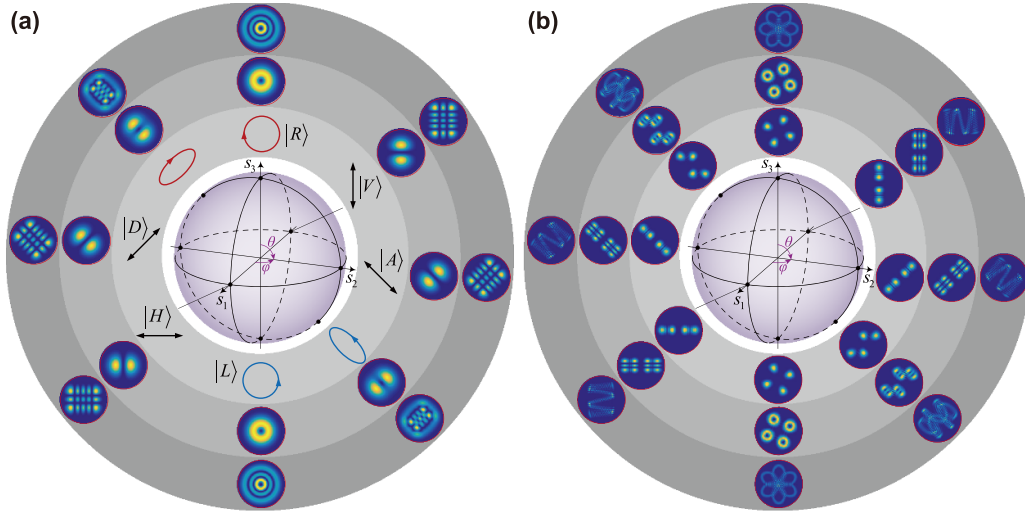 (a)
|R⟩
|V⟩
|D⟩
|A⟩
|H⟩
|L⟩
s₃
θ
φ
s₂
s₁
(b)
s₃
θ
φ
s₂
s₁